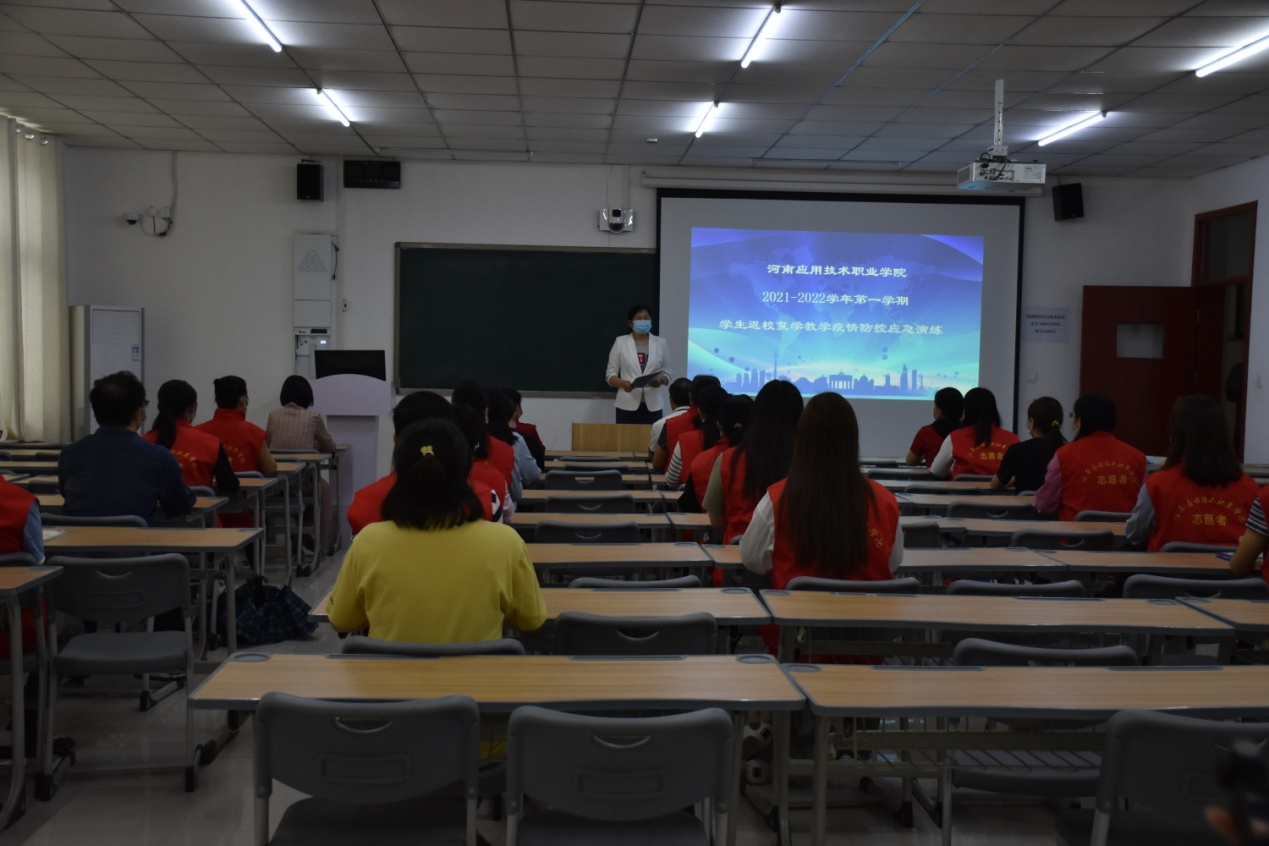 河南应用技术职业学院
2021-2022学年第一学期
学生返校复学教学疫情防控应急演练
志愿者
志愿者
志愿者